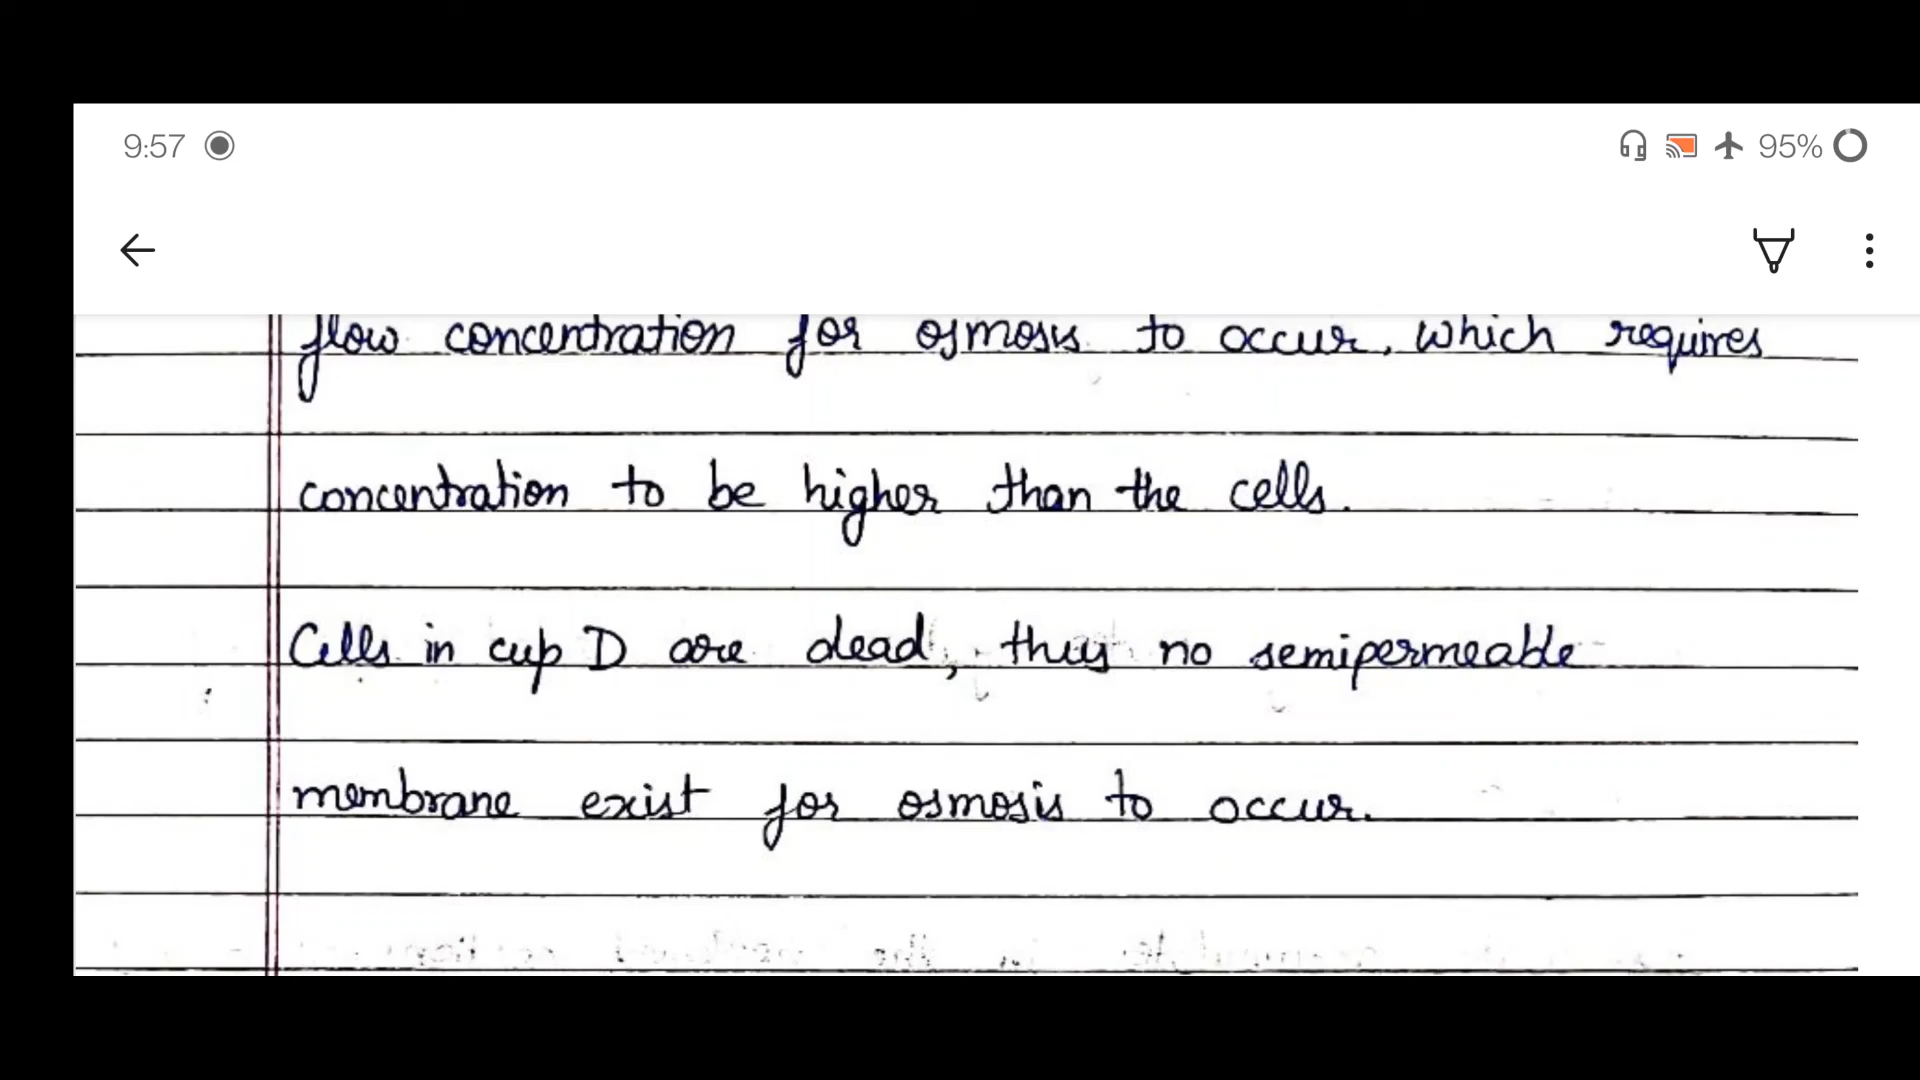 9:57
95%
flow concentration for osmosis to occur, which requires
concentration to be higher than the cells.
Cells in cup D are dead, thus no semipermeable
membrane exist for osmosis to occur.